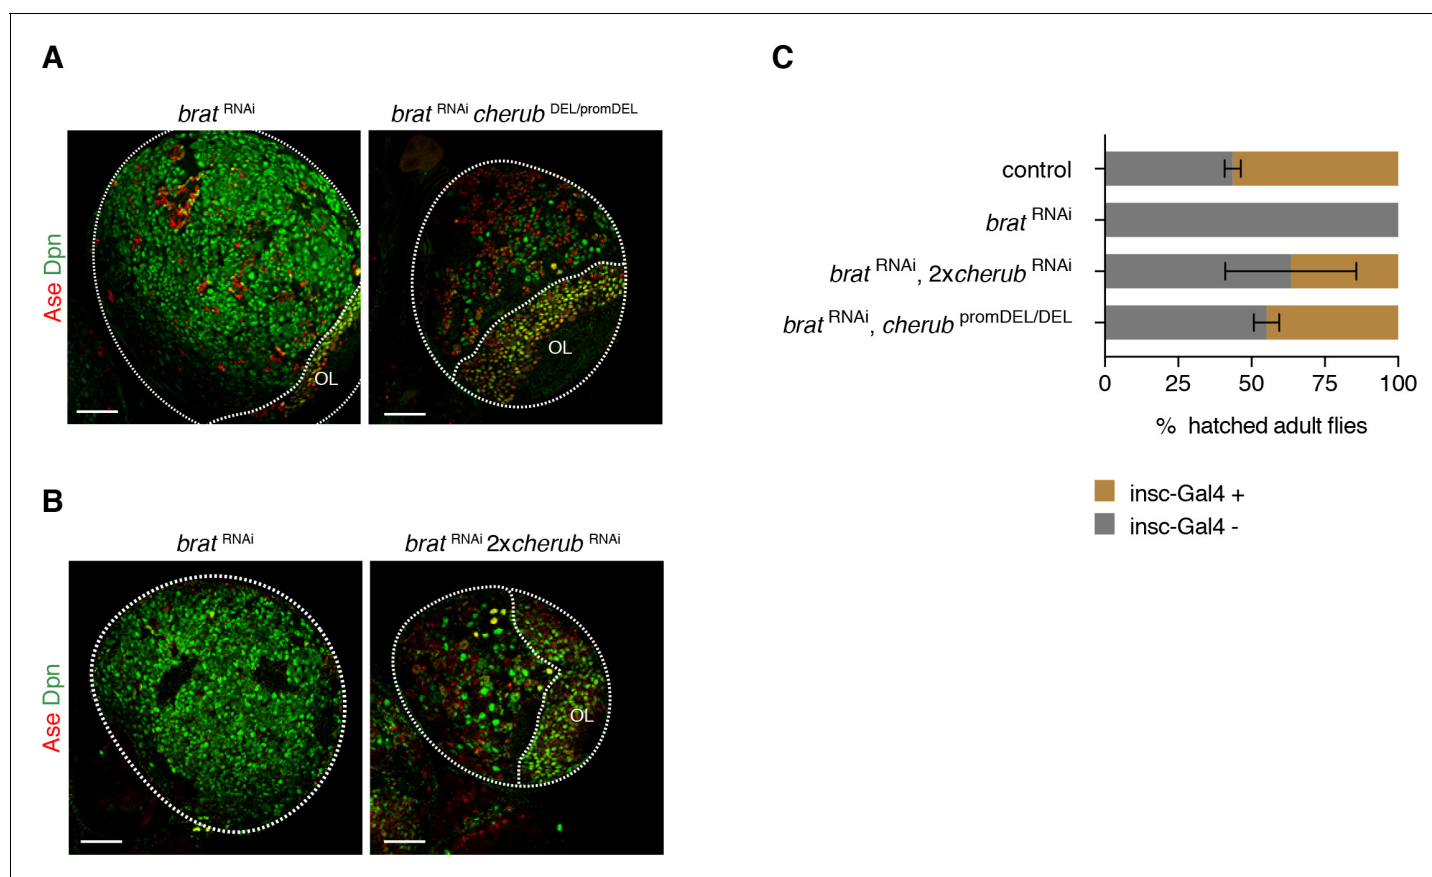 A
brat RNAi
brat RNAi cherub DEL/promDEL
Ase Dpn
OL
OL
B
brat RNAi
brat RNAi 2xcherub RNAi
Ase Dpn
OL
C
control
brat RNAi
brat RNAi, 2xcherub RNAi
brat RNAi, cherub promDEL/DEL
0 25 50 75 100
% hatched adult flies
insc-Gal4 +
insc-Gal4 -